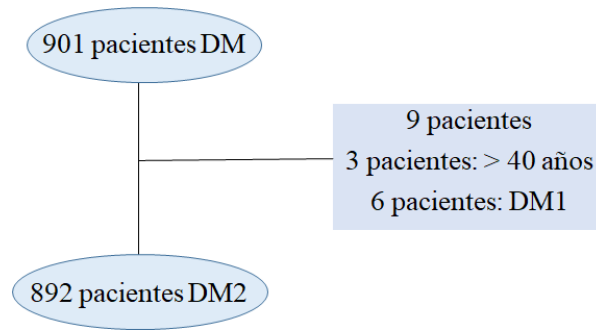 901 pacientes DM
9 pacientes
3 pacientes: > 40 años
6 pacientes: DM1
892 pacientes DM2